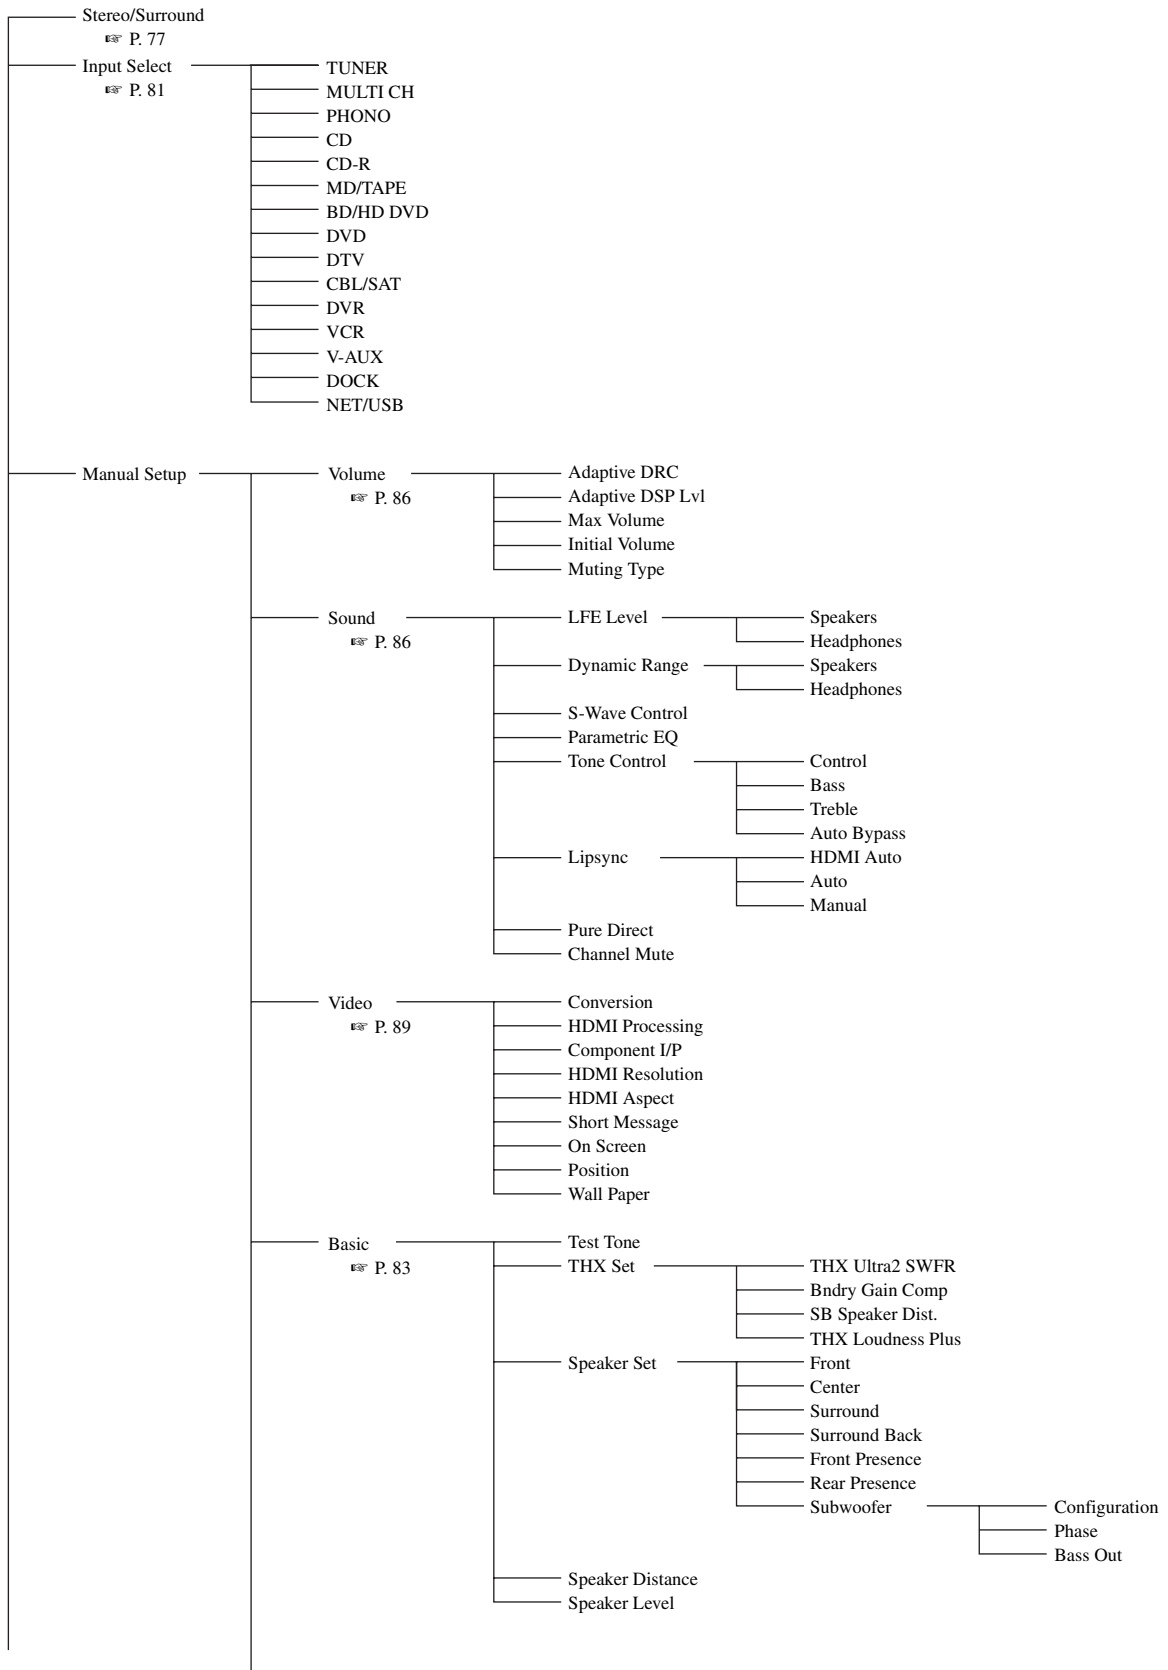 Stereo/Surround
☞ P. 77
Input Select
☞ P. 81
TUNER
MULTI CH
PHONO
CD
CD-R
MD/TAPE
BD/HD DVD
DVD
DTV
CBL/SAT
DVR
VCR
V-AUX
DOCK
NET/USB
Manual Setup
Volume
☞ P. 86
Adaptive DRC
Adaptive DSP Lvl
Max Volume
Initial Volume
Muting Type
Sound
☞ P. 86
LFE Level
Speakers
Headphones
Dynamic Range
Speakers
Headphones
S-Wave Control
Parametric EQ
Tone Control
Control
Bass
Treble
Auto Bypass
Lipsync
HDMI Auto
Auto
Manual
Pure Direct
Channel Mute
Video
☞ P. 89
Conversion
HDMI Processing
Component I/P
HDMI Resolution
HDMI Aspect
Short Message
On Screen
Position
Wall Paper
Basic
☞ P. 83
Test Tone
THX Set
THX Ultra2 SWFR
Bndry Gain Comp
SB Speaker Dist.
THX Loudness Plus
Speaker Set
Front
Center
Surround
Surround Back
Front Presence
Rear Presence
Subwoofer
Configuration
Phase
Bass Out
Speaker Distance
Speaker Level